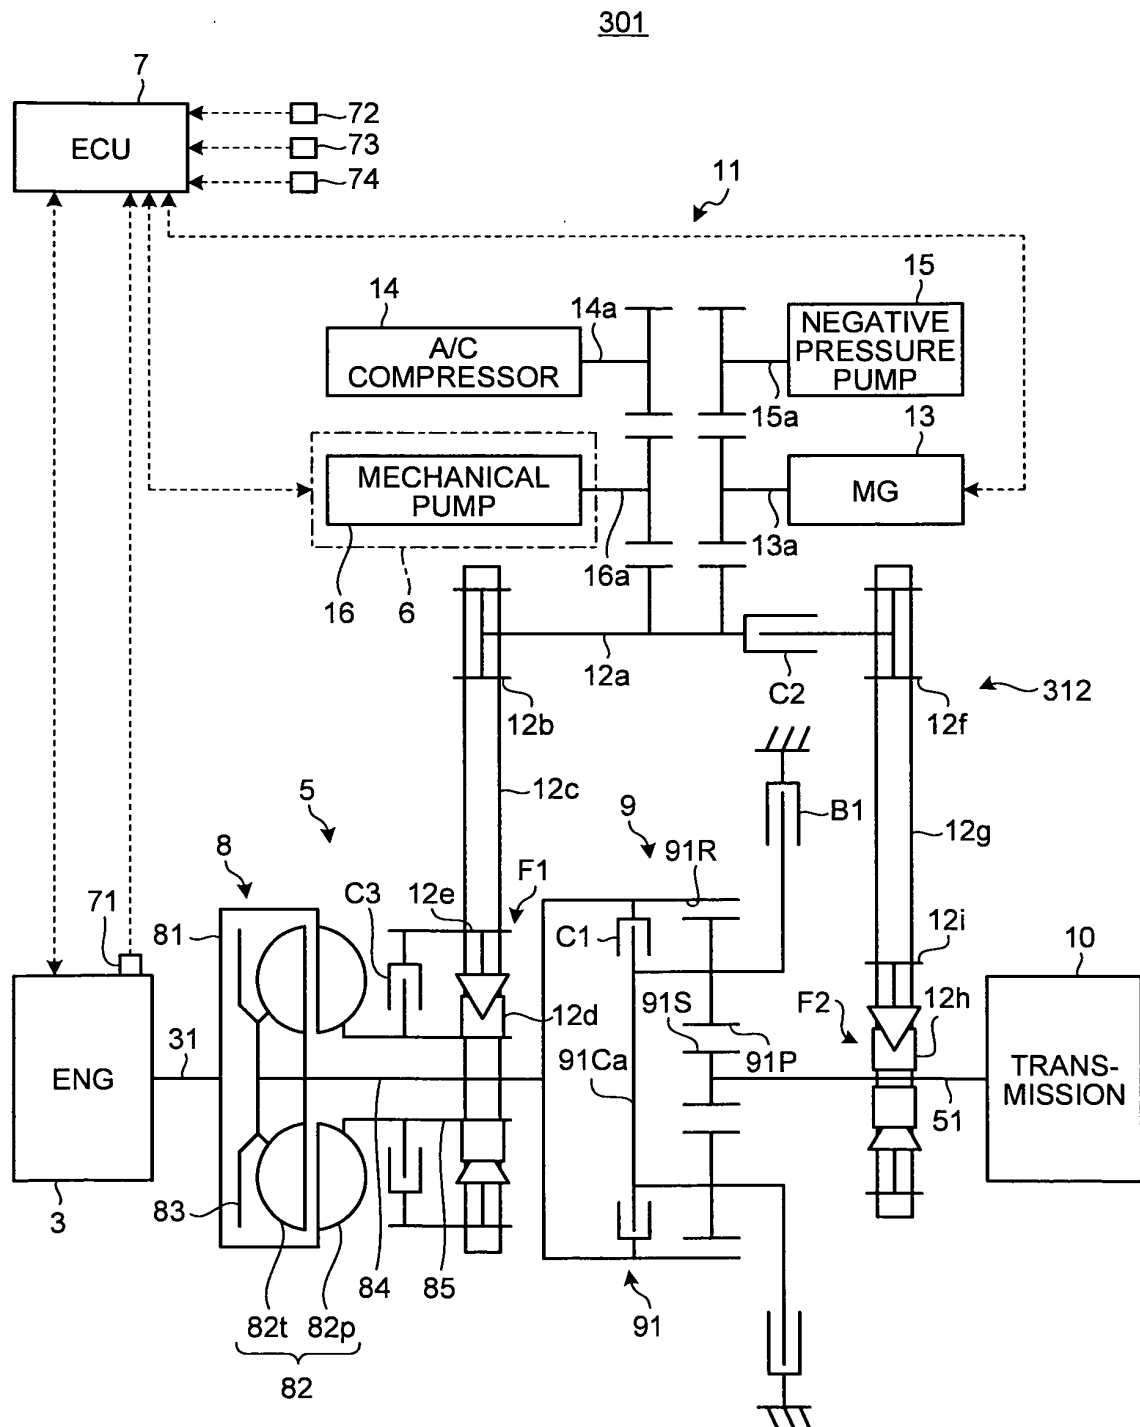 301
7
ECU
72
73
74
11
14
A/C
COMPRESSOR
14a
15
NEGATIVE
PRESSURE
PUMP
15a
13
MECHANICAL
PUMP
MG
16
6
16a
13a
12a
C2
12b
12f
312
12c
5
9
B1
12g
8
91R
F1
71
81
C3
12e
C1
12i
10
12d
91S
F2
12h
31
91Ca
91P
ENG
TRANS-
MISSION
51
3
83
84
85
91
82t
82p
82